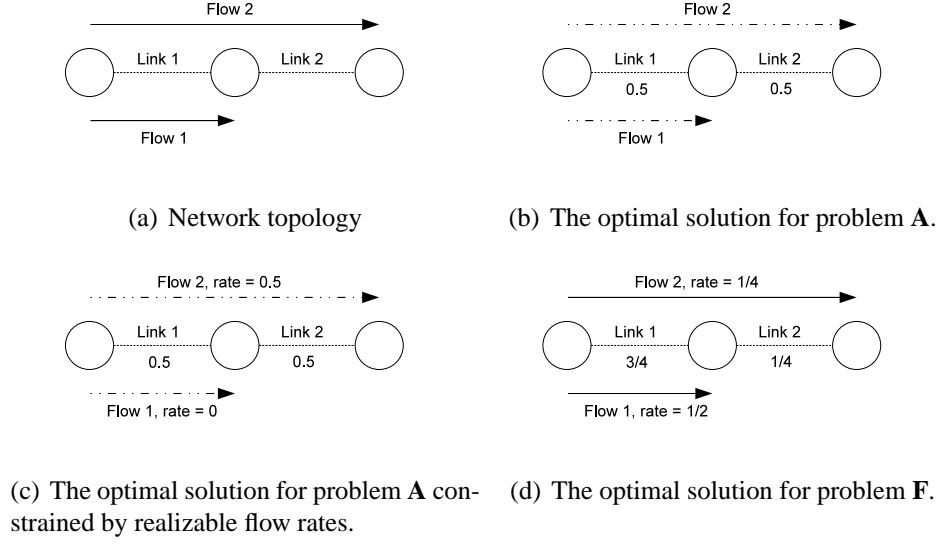 Flow 2
Link 1 Link 2
Flow 1
(a) Network topology
Flow 2
Link 1 Link 2
0.5 0.5
Flow 1
(b) The optimal solution for problem A.
Flow 2, rate = 0.5
Link 1 Link 2
0.5 0.5
Flow 1, rate = 0
(c) The optimal solution for problem A con-
strained by realizable flow rates.
Flow 2, rate = 1/4
Link 1 Link 2
3/4 1/4
Flow 1, rate = 1/2
(d) The optimal solution for problem F.